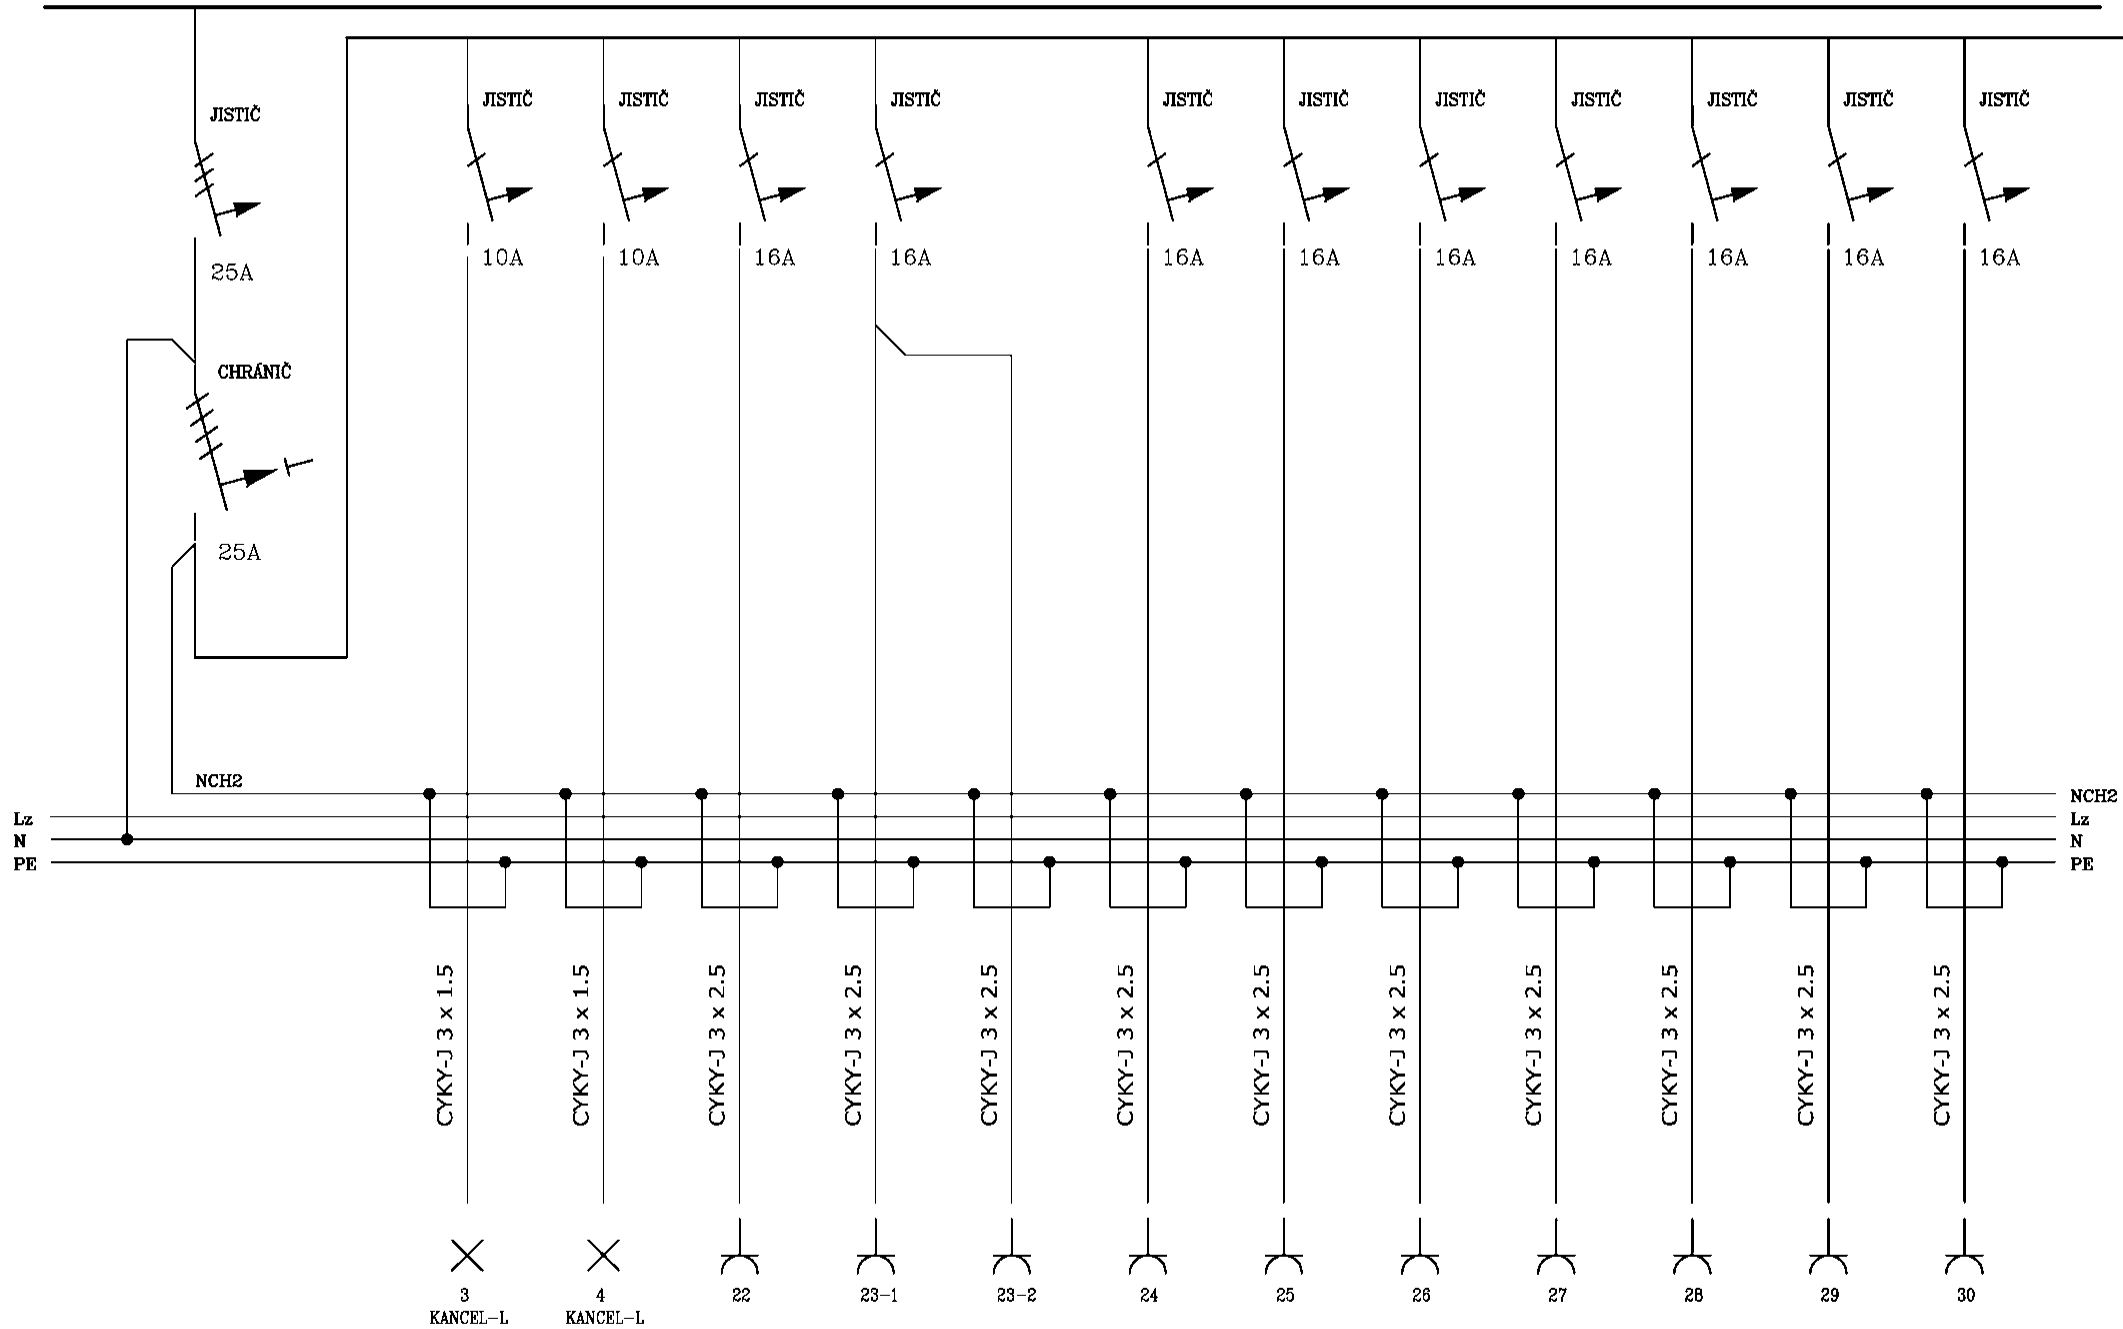 JISTIČ JISTIČ JISTIČ JISTIČ JISTIČ JISTIČ JISTIČ JISTIČ JISTIČ JISTIČ JISTIČ
JISTIČ
10A 10A 16A 16A 16A 16A 16A 16A 16A 16A 16A
25A
CHRÁNIČ
25A
NCH2
NCH2
Lz Lz
N N
PE PE
CYKY-J 3 x 1.5
CYKY-J 3 x 1.5
CYKY-J 3 x 2.5
CYKY-J 3 x 2.5
CYKY-J 3 x 2.5
CYKY-J 3 x 2.5
CYKY-J 3 x 2.5
CYKY-J 3 x 2.5
CYKY-J 3 x 2.5
CYKY-J 3 x 2.5
CYKY-J 3 x 2.5
CYKY-J 3 x 2.5
3 4 22 23-1 23-2 24 25 26 27 28 29 30
KANCEL-L KANCEL-L